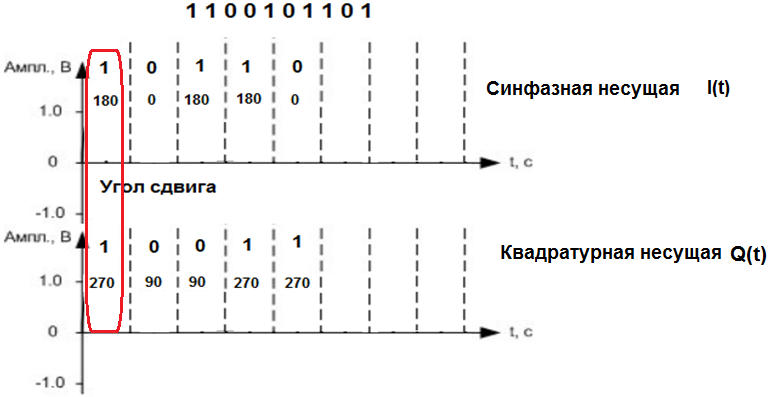 1 1 0 0 1 0 1 1 0 1
Ампл., В 1 0 1 1 0
Синфазная несущая I(t)
180 0 180 180 0
1.0
0 t, с
Угол сдвига
-1.0
Ампл., В 1 0 0 1 1
Квадратурная несущая Q(t)
1.0 270 90 90 270 270
0 t, с
-1.0